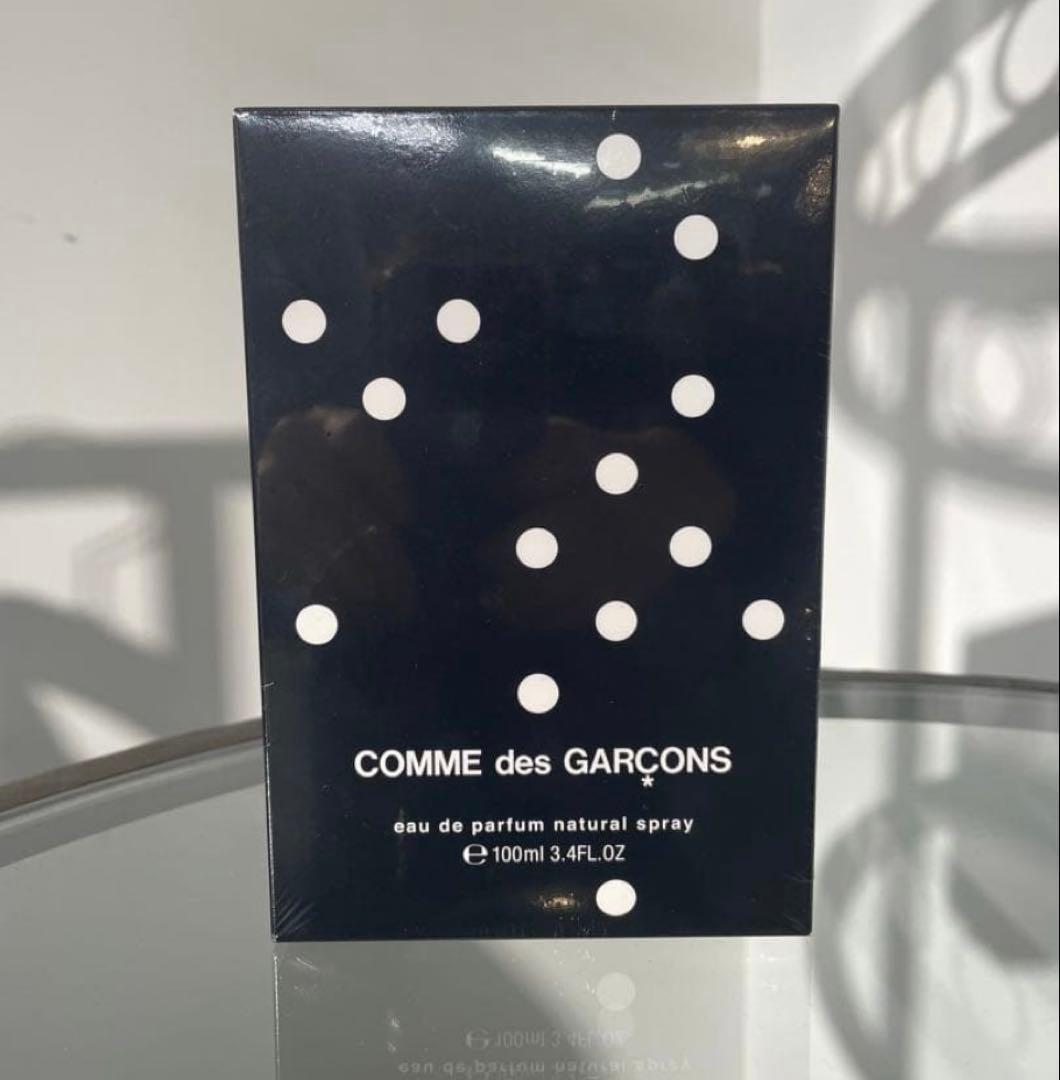 COMME des GARÇONS
*
eau de parfum natural spray
℮ 100ml 3.4FL.OZ